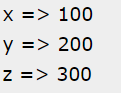 x => 100
y => 200
z => 300